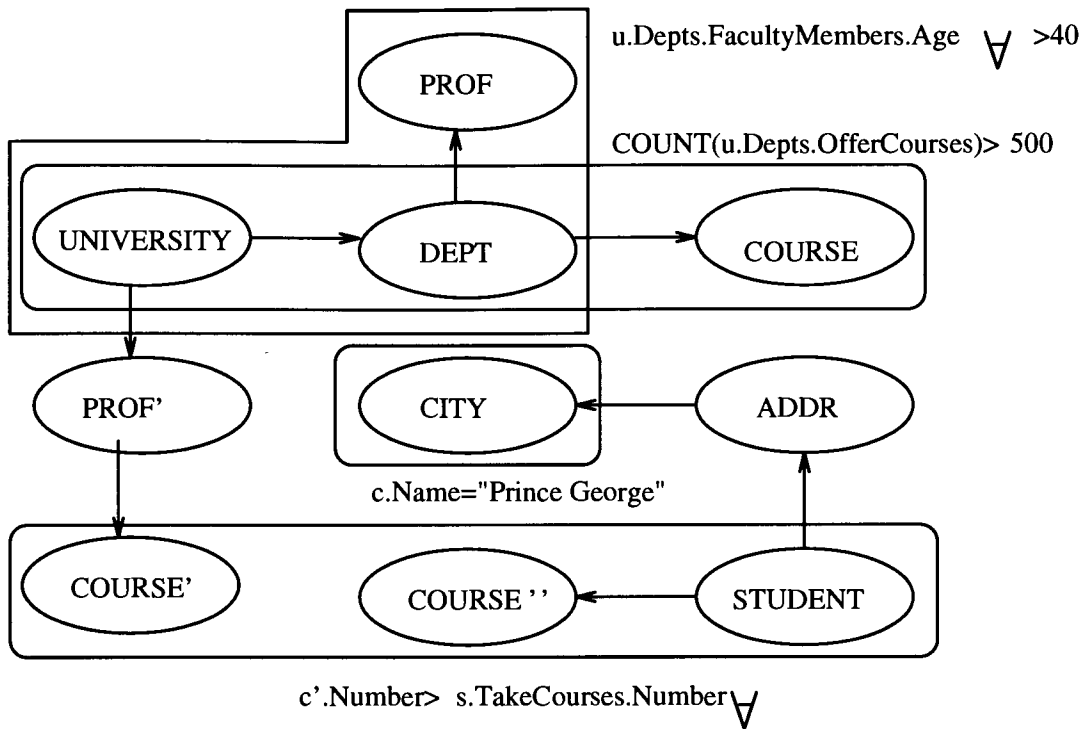 u.Depts.FacultyMembers.Age ∀ >40
PROF
COUNT(u.Depts.OfferCourses)> 500
UNIVERSITY
DEPT
COURSE
PROF'
CITY
ADDR
c.Name="Prince George"
COURSE'
COURSE ' '
STUDENT
c'.Number> s.TakeCourses.Number ∀